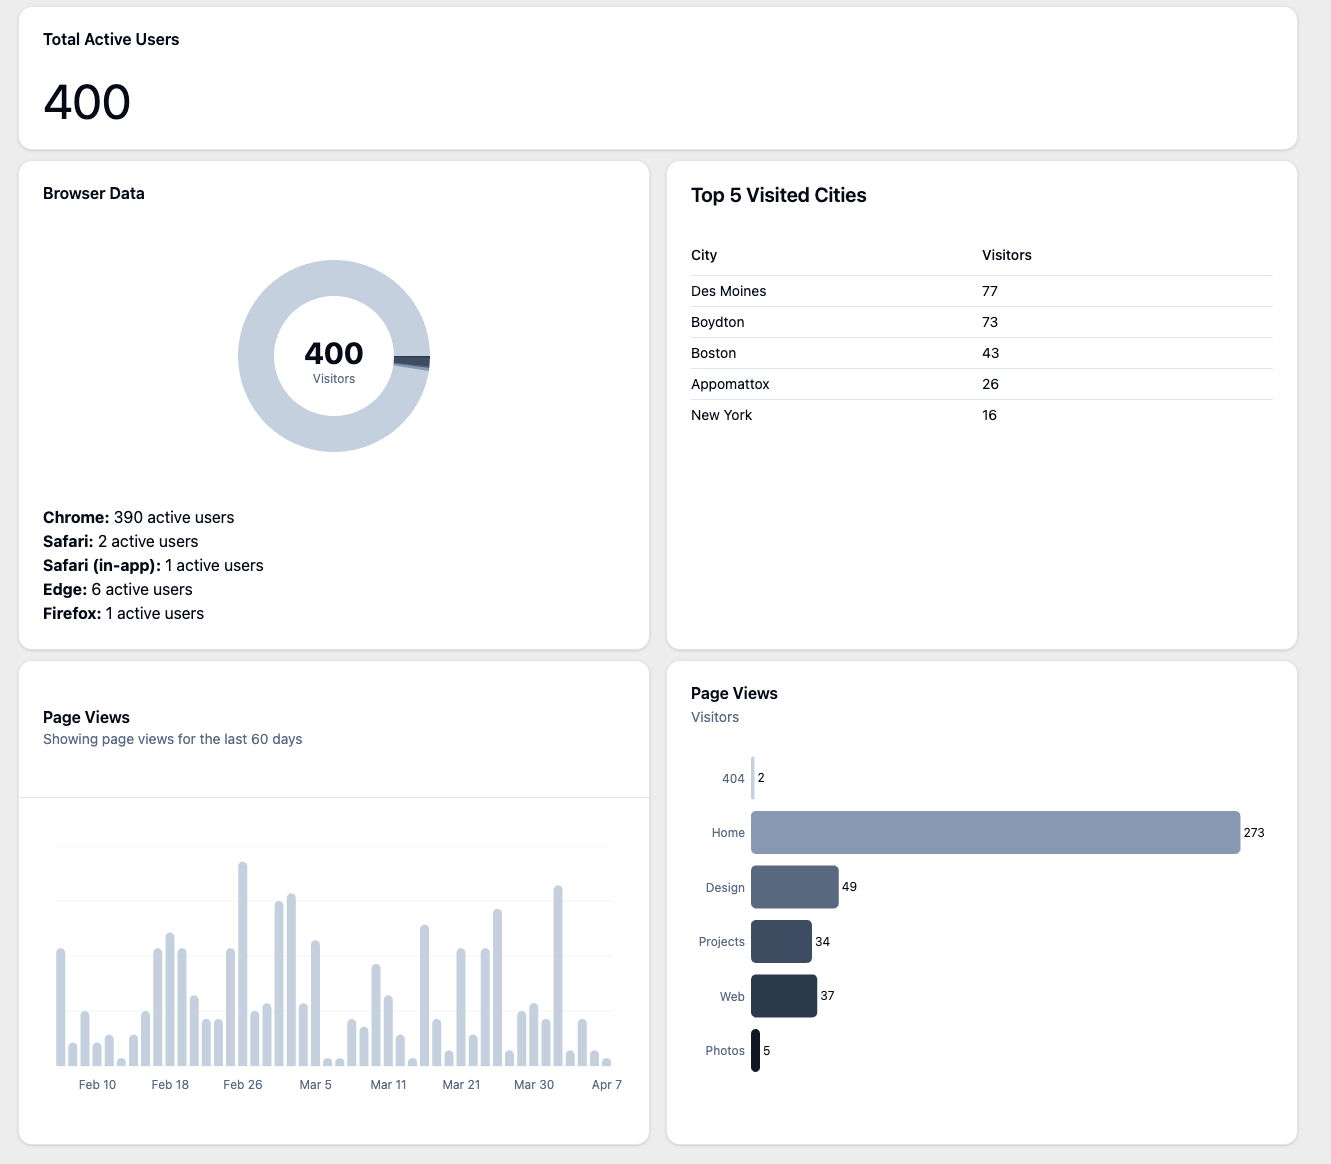 Total Active Users
400
Browser Data
400
Visitors
Chrome: 390 active users
Safari: 2 active users
Safari (in-app): 1 active users
Edge: 6 active users
Firefox: 1 active users
Top 5 Visited Cities
City Visitors
Des Moines 77
Boydton 73
Boston 43
Appomattox 26
New York 16
Page Views
Showing page views for the last 60 days
Feb 10 Feb 18 Feb 26 Mar 5 Mar 11 Mar 21 Mar 30 Apr 7
Page Views
Visitors
404 2
Home 273
Design 49
Projects 34
Web 37
Photos 5